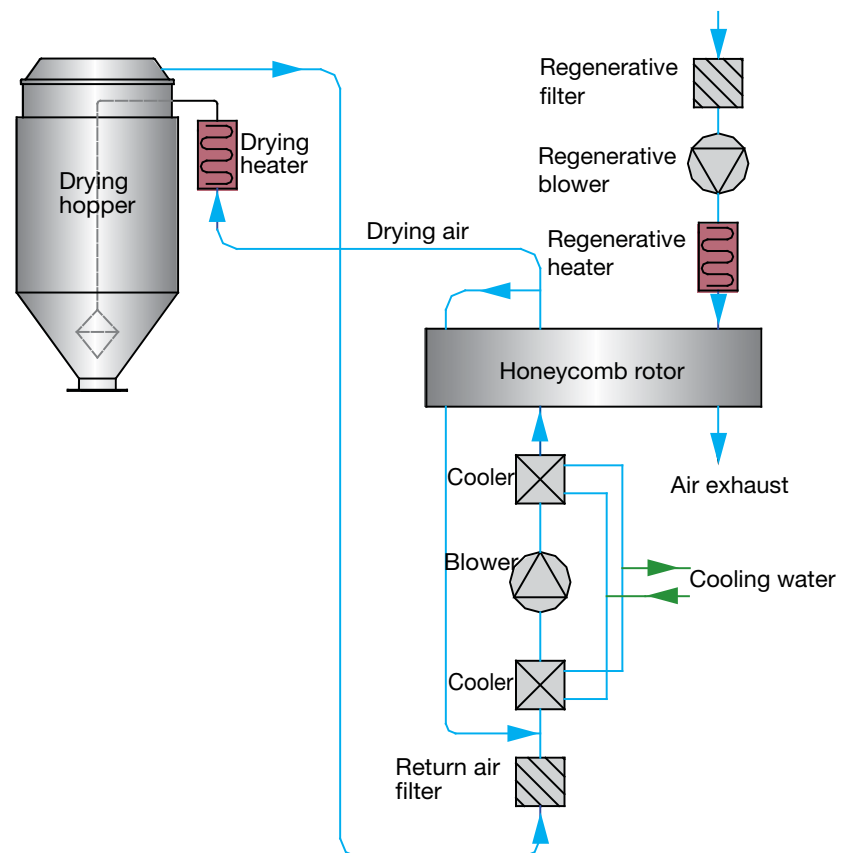 Regenerative
filter
Drying
heater
Regenerative
blower
Drying
hopper
Drying air
Regenerative
heater
Honeycomb rotor
Cooler
Air exhaust
Blower
Cooling water
Cooler
Return air
filter